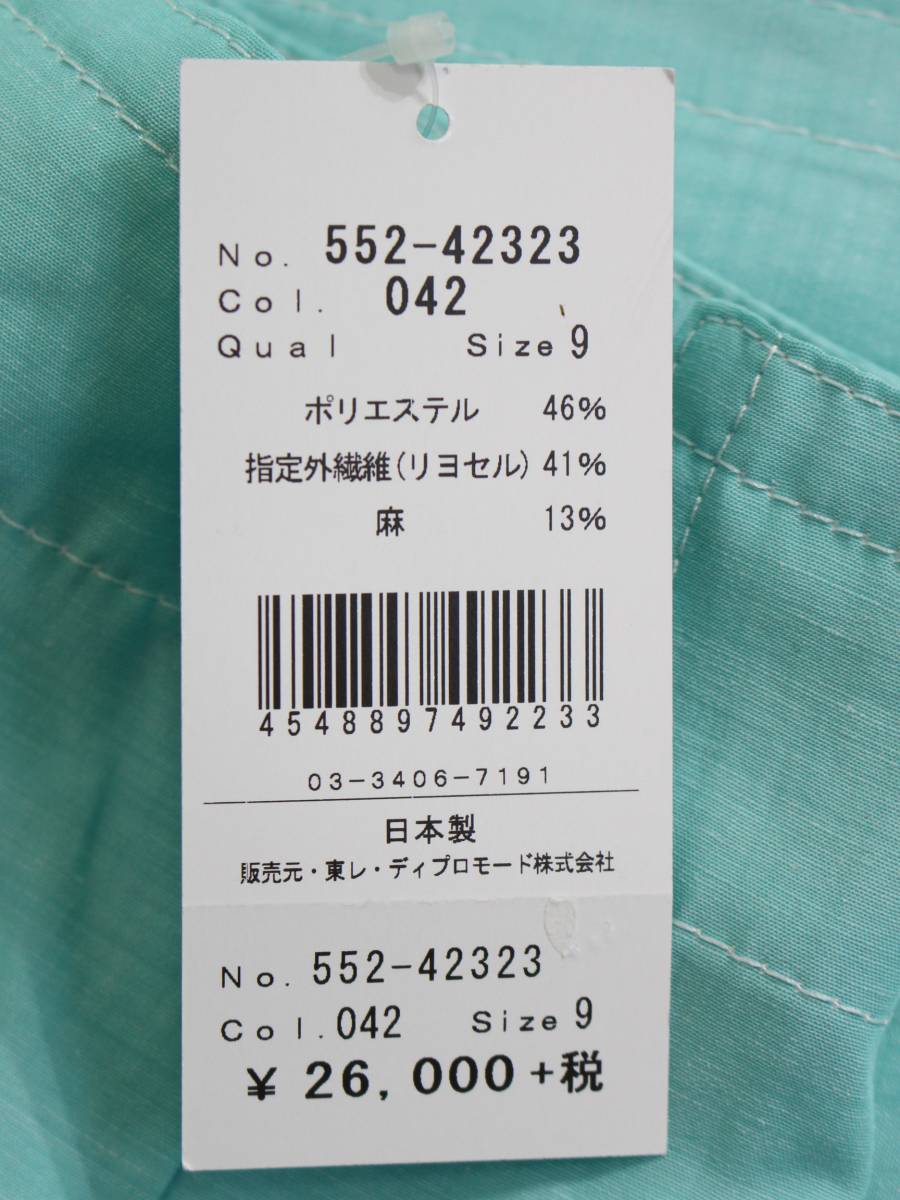 No. 552-42323
Col. 042
Qual Size 9
ポリエステル 46%
指定外繊維(リヨセル) 41%
麻 13%
4548897492233
03-3406-7191
日本製
販売元・東レ・ディプロモード株式会社
No. 552-42323
Col. 042 Size 9
¥ 26,000 +税